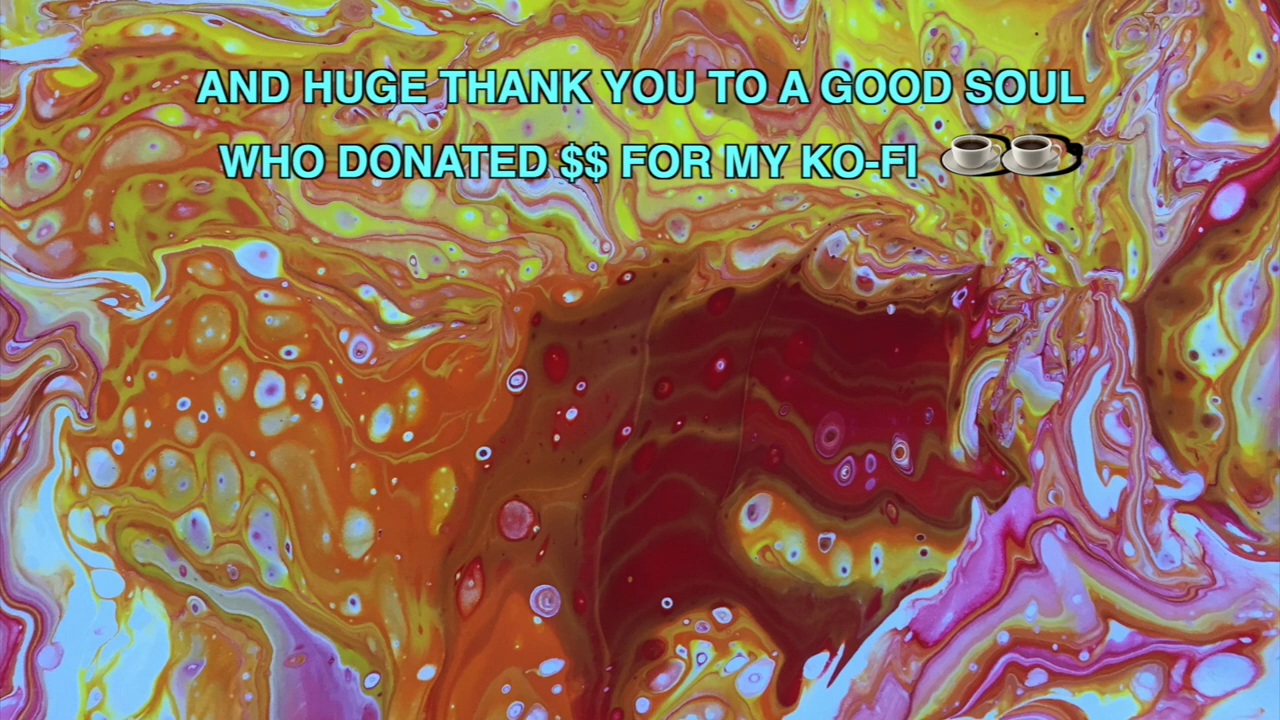 AND HUGE THANK YOU TO A GOOD SOUL
WHO DONATED $$ FOR MY KO-FI ☕☕